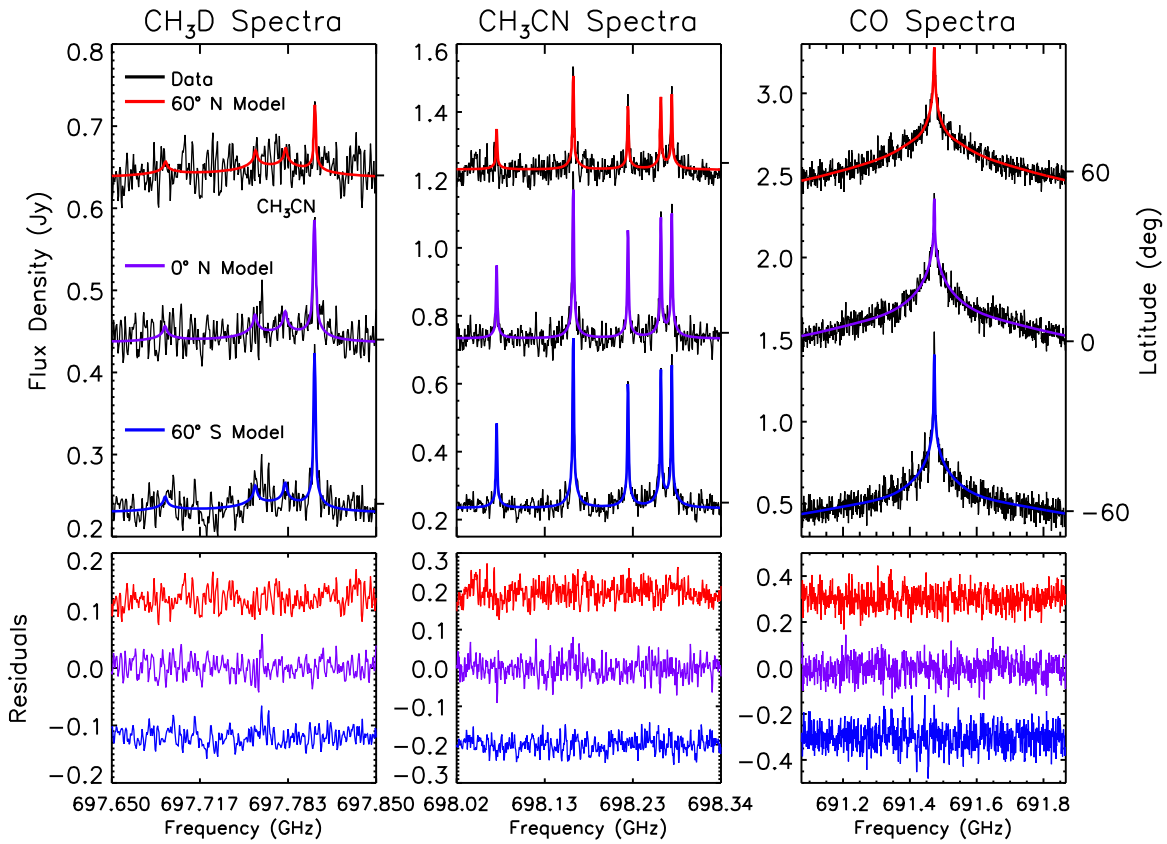 CH₃D Spectra
CH₃CN Spectra
CO Spectra
Flux Density (Jy)
0.8
0.7
0.6
0.5
0.4
0.3
0.2
Data
60° N Model
CH₃CN
0° N Model
60° S Model
1.6
1.4
1.2
1.0
0.8
0.6
0.4
0.2
3.0
2.5
2.0
1.5
1.0
0.5
60
0
−60
Latitude (deg)
Residuals
0.2
0.1
0.0
−0.1
−0.2
0.3
0.2
0.1
0.0
−0.1
−0.2
−0.3
0.4
0.2
0.0
−0.2
−0.4
697.650 697.717 697.783 697.850
698.02 698.13 698.23 698.34
691.2 691.4 691.6 691.8
Frequency (GHz)
Frequency (GHz)
Frequency (GHz)